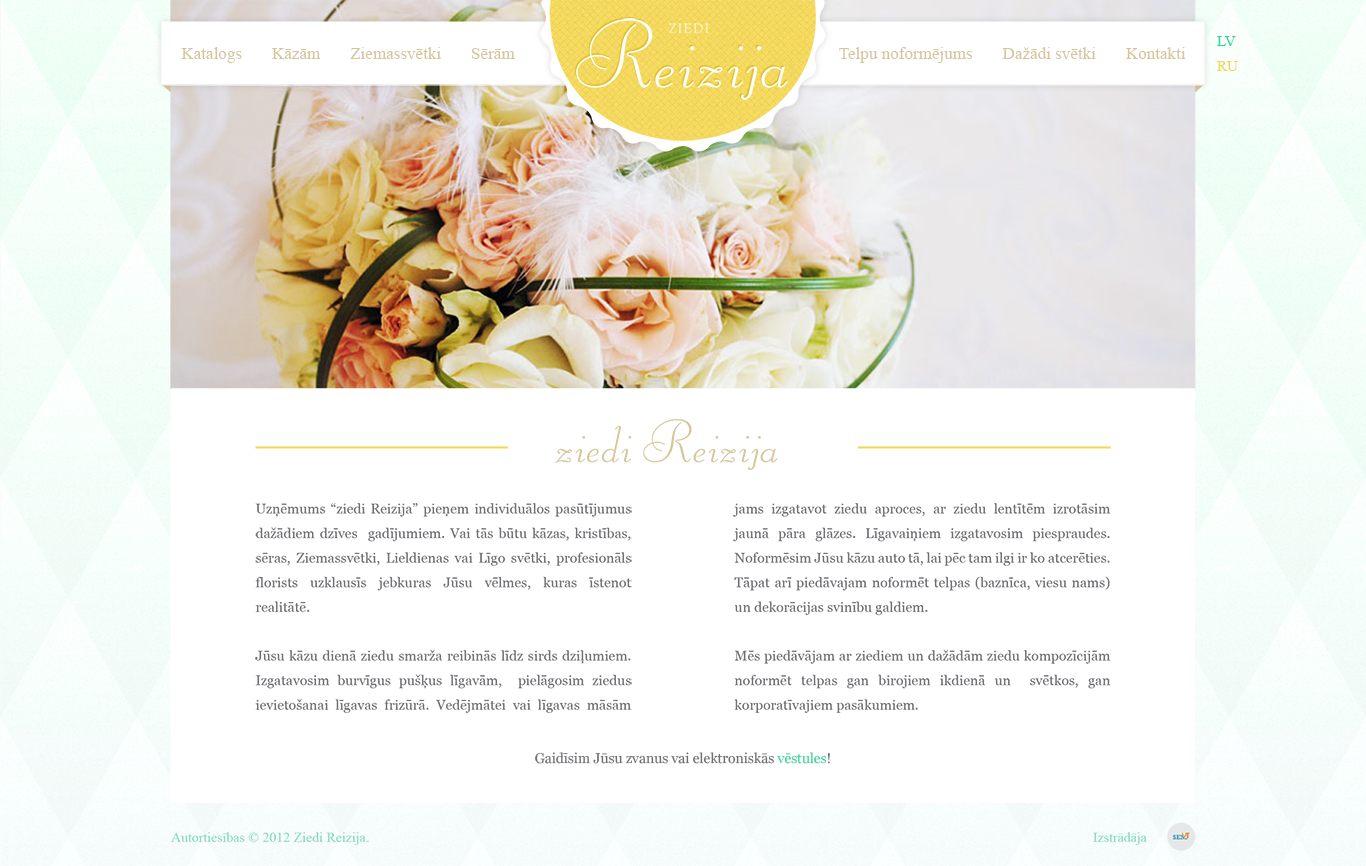 Katalogs Kāzām Ziemassvētki Sērām
ZIEDI
Reizija
Telpu noformējums Dažādi svētki Kontakti
LV
RU
ziedi Reizija
Uzņēmums “ziedi Reizija” pieņem individuālos pasūtījumus
dažādiem dzīves gadījumiem. Vai tās būtu kāzas, kristības,
sēras, Ziemassvētki, Lieldienas vai Līgo svētki, profesionāls
florists uzklausīs jebkuras Jūsu vēlmes, kuras īstenot
realitātē.
Jūsu kāzu dienā ziedu smarža reibinās līdz sirds dziļumiem.
Izgatavosim burvīgus pušķus līgavām, pielāgosim ziedus
ievietošanai līgavas frizūrā. Vedējmātei vai līgavas māsām
jams izgatavot ziedu aproces, ar ziedu lentītēm izrotāsim
jaunā pāra glāzes. Līgavaiņiem izgatavosim piespraudes.
Noformēsim Jūsu kāzu auto tā, lai pēc tam ilgi ir ko atcerēties.
Tāpat arī piedāvajam noformēt telpas (baznīca, viesu nams)
un dekorācijas svinību galdiem.
Mēs piedāvājam ar ziediem un dažādām ziedu kompozīcijām
noformēt telpas gan birojiem ikdienā un svētkos, gan
korporatīvajiem pasākumiem.
Gaidīsim Jūsu zvanus vai elektroniskās vēstules!
Autortiesības © 2012 Ziedi Reizija.
Izstrādāja